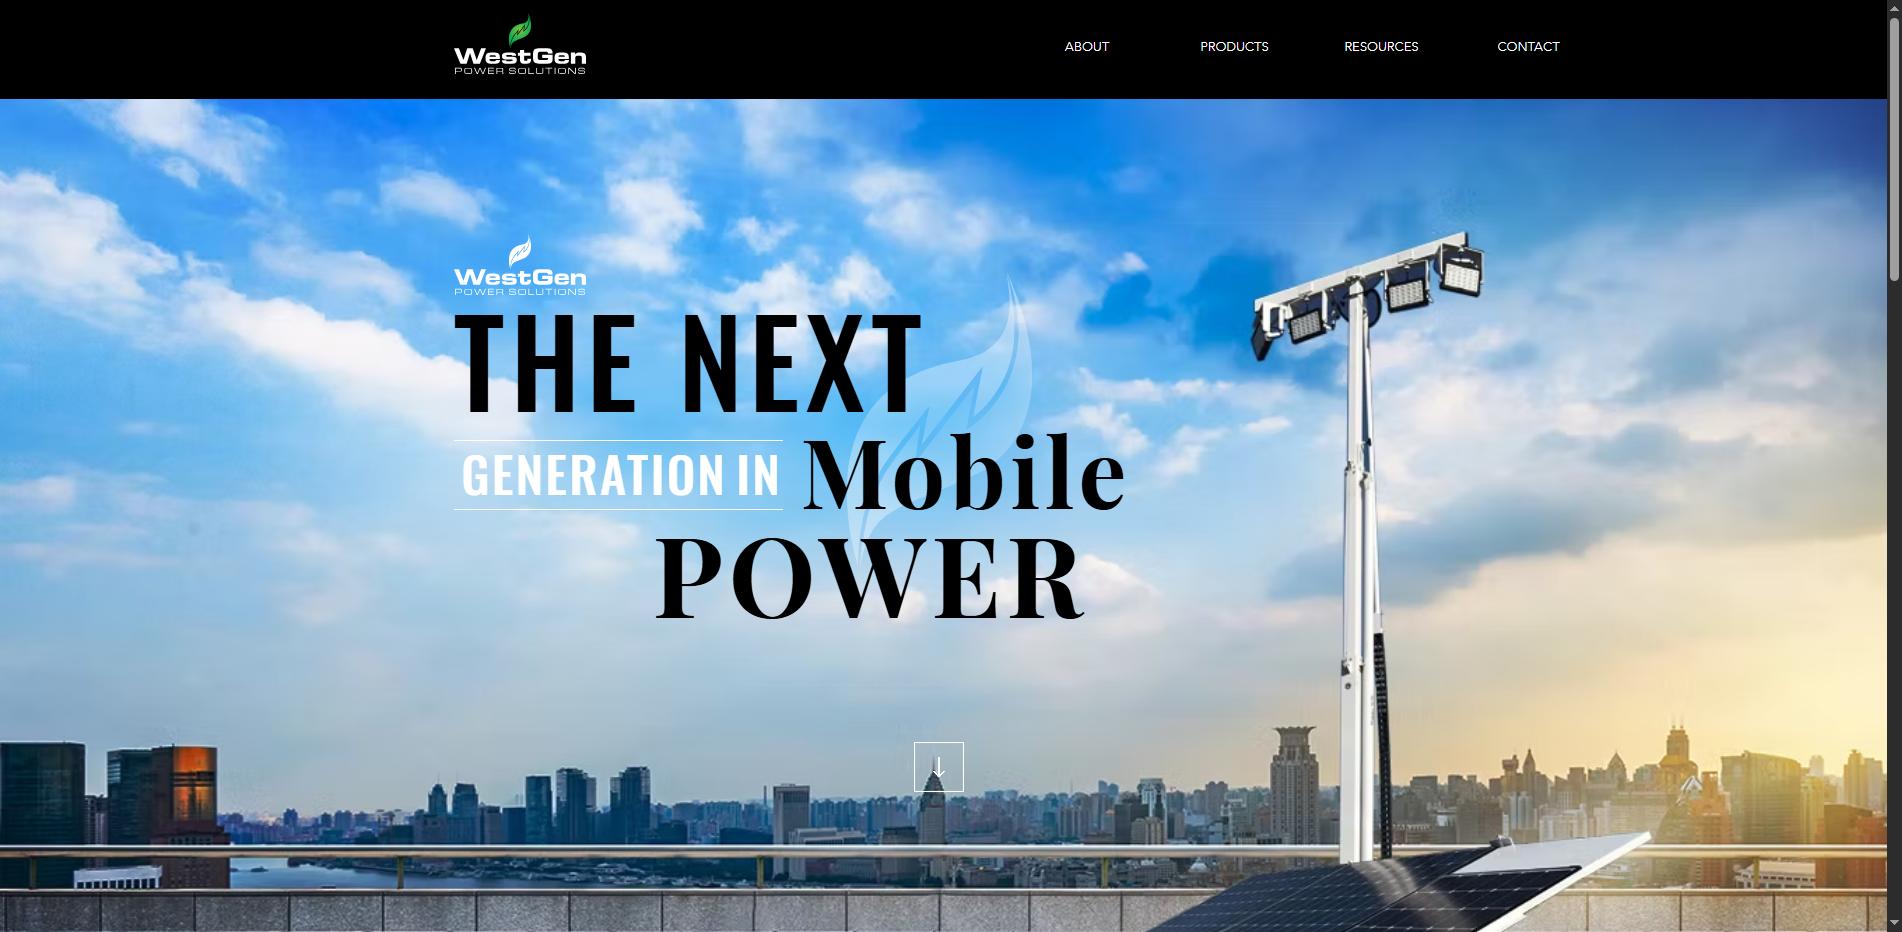 WestGen
POWER SOLUTIONS
ABOUT
PRODUCTS
RESOURCES
CONTACT
WestGen
POWER SOLUTIONS
THE NEXT
GENERATION IN Mobile
POWER